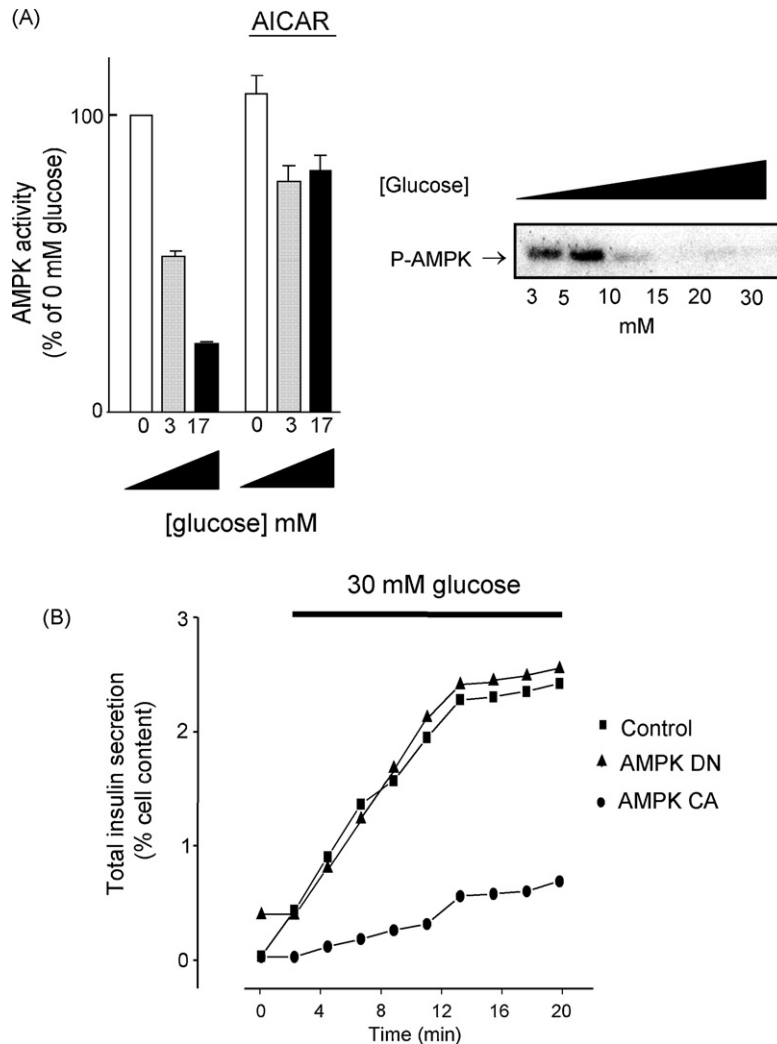 (A)
AICAR
100
0
AMPK activity
(% of 0 mM glucose)
0 3 17 0 3 17
[glucose] mM
[Glucose]
P-AMPK →
3 5 10 15 20 30
mM
(B)
30 mM glucose
3
2
1
0
Total insulin secretion
(% cell content)
0 4 8 12 16 20
Time (min)
Control
AMPK DN
AMPK CA